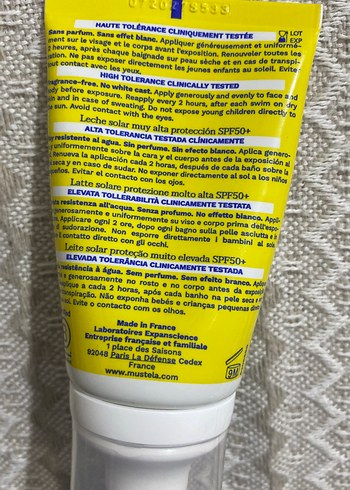 HAUTE TOLÉRANCE CLINIQUEMENT TESTÉE
Sans parfum. Sans effet blanc. Appliquer généreusement et uniformé-
ment sur le visage et le corps avant l'exposition. Renouveler toutes les
2 heures, après chaque baignade sur peau sèche et en cas de transpi-
ration. Ne pas exposer directement les jeunes enfants au soleil. Évite
contact avec les yeux.
LOT
EXP
HIGH TOLERANCE CLINICALLY TESTED
fragrance-free. No white cast. Apply generously and evenly to face and
before exposure. Reapply every 2 hours, after each swim on dry
and in case of sweating. Do not expose young children directly to
sun. Avoid contact with the eyes.
Leche solar muy alta protección SPF50+
ALTA TOLERANCIA TESTADA CLÍNICAMENTE
resistente al agua. Sin perfume. Sin efecto blanco. Aplica genero-
y uniformemente sobre la cara y el cuerpo antes de la exposición al
Renueva la aplicación cada 2 horas, después de cada baño sobre la
seca y en caso de sudar. No exponer directamente al sol a los niños
Evitar el contacto con los ojos.
Latte solare protezione molto alta SPF50+
ELEVATA TOLLERABILITÀ CLINICAMENTE TESTATA
resistenza all'acqua. Senza profumo. No effetto bianco.
generosamente e uniformemente su viso e corpo prima dell'espo-
Applicare ogni 2 ore, dopo ogni bagno sulla pelle asciutta e in
di sudorazione. Non esporre direttamente i bambini al sole
il contatto diretto con gli occhi.
Leite solar proteção muito elevada SPF50+
ELEVADA TOLERÂNCIA CLINICAMENTE TESTADA
resistência à água. Sem perfume. Sem efeito branco.
e generosamente no rosto e no corpo antes da exposição
aplique a cada 2 horas, após cada banho na pele seca e
transpiração. Não exponha bebés e crianças pequenas
sol. Evite o contacto com os olhos.
Made in France
Laboratoires Expanscience
Entreprise française et familiale
1 place des Saisons
92048 Paris La Défense Cedex
France
www.mustela.com
9M